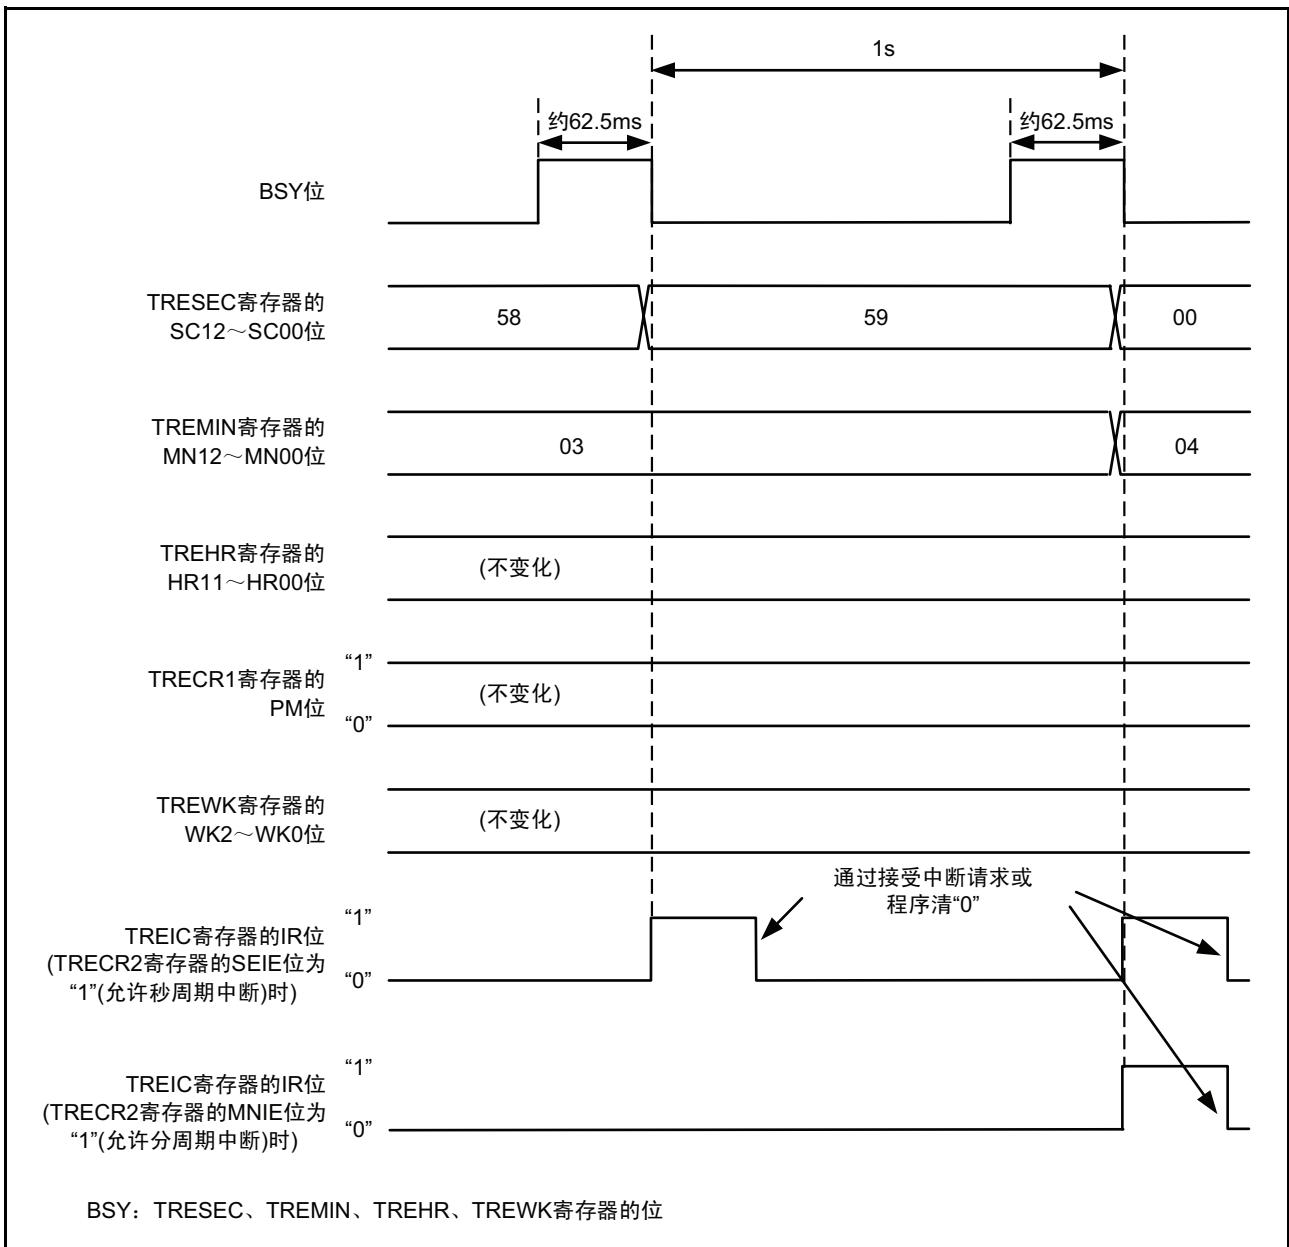 1s
约62.5ms
约62.5ms
BSY位
TRESEC寄存器的
SC12～SC00位
58
59
00
TREMIN寄存器的
MN12～MN00位
03
04
TREHR寄存器的
HR11～HR00位
(不变化)
TRECR1寄存器的
PM位
“1”
“0”
(不变化)
TREWK寄存器的
WK2～WK0位
(不变化)
通过接受中断请求或
程序清“0”
TREIC寄存器的IR位
(TRECR2寄存器的SEIE位为
“1”(允许秒周期中断)时)
“1”
“0”
TREIC寄存器的IR位
(TRECR2寄存器的MNIE位为
“1”(允许分周期中断)时)
“1”
“0”
BSY：TRESEC、TREMIN、TREHR、TREWK寄存器的位